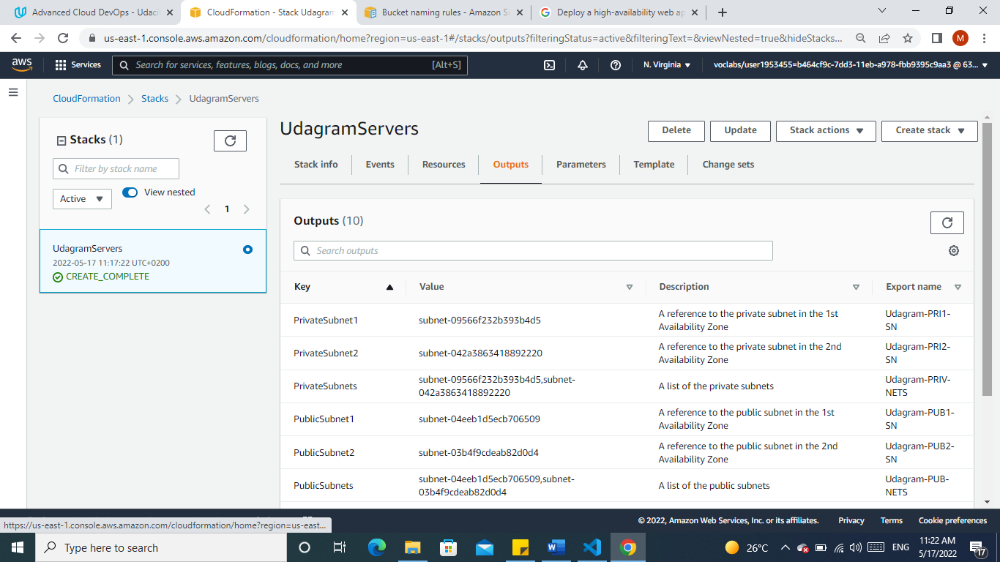 Advanced Cloud DevOps - Udaci
CloudFormation - Stack Udagram
Bucket naming rules - Amazon Si
Deploy a high-availability web ap
us-east-1.console.aws.amazon.com/cloudformation/home?region=us-east-1#/stacks/outputs?filteringStatus=active&filteringText=&viewNested=true&hideStacks...
M
aws
Services
Search for services, features, blogs, docs, and more
[Alt+S]
N. Virginia
voclabs/user1953455=b464cf9c-7dd3-11eb-a978-fbb9395c9aa3 @ 63...
CloudFormation
Stacks
UdagramServers
Stacks (1)
Filter by stack name
Active
View nested
1
UdagramServers
2022-05-17 11:17:22 UTC+0200
CREATE_COMPLETE
UdagramServers
Delete
Update
Stack actions
Create stack
Stack info
Events
Resources
Outputs
Parameters
Template
Change sets
Outputs (10)
Search outputs
Key
Value
Description
Export name
PrivateSubnet1
subnet-09566f232b393b4d5
A reference to the private subnet in the 1st
Availability Zone
Udagram-PRI1-
SN
PrivateSubnet2
subnet-042a3863418892220
A reference to the private subnet in the 2nd
Availability Zone
Udagram-PRI2-
SN
PrivateSubnets
subnet-09566f232b393b4d5,subnet-
042a3863418892220
A list of the private subnets
Udagram-PRIV-
NETS
PublicSubnet1
subnet-04eeb1d5ecb706509
A reference to the public subnet in the 1st
Availability Zone
Udagram-PUB1-
SN
PublicSubnet2
subnet-03b4f9cdeab82d0d4
A reference to the public subnet in the 2nd
Availability Zone
Udagram-PUB2-
SN
PublicSubnets
subnet-04eeb1d5ecb706509,subnet-
03b4f9cdeab82d0d4
A list of the public subnets
Udagram-PUB-
NETS
https://us-east-1.console.aws.amazon.com/cloudformation/home?region=us-east...
© 2022, Amazon Web Services, Inc. or its affiliates.
Privacy
Terms
Cookie preferences
Type here to search
26°C
ENG
11:22 AM
5/17/2022
17